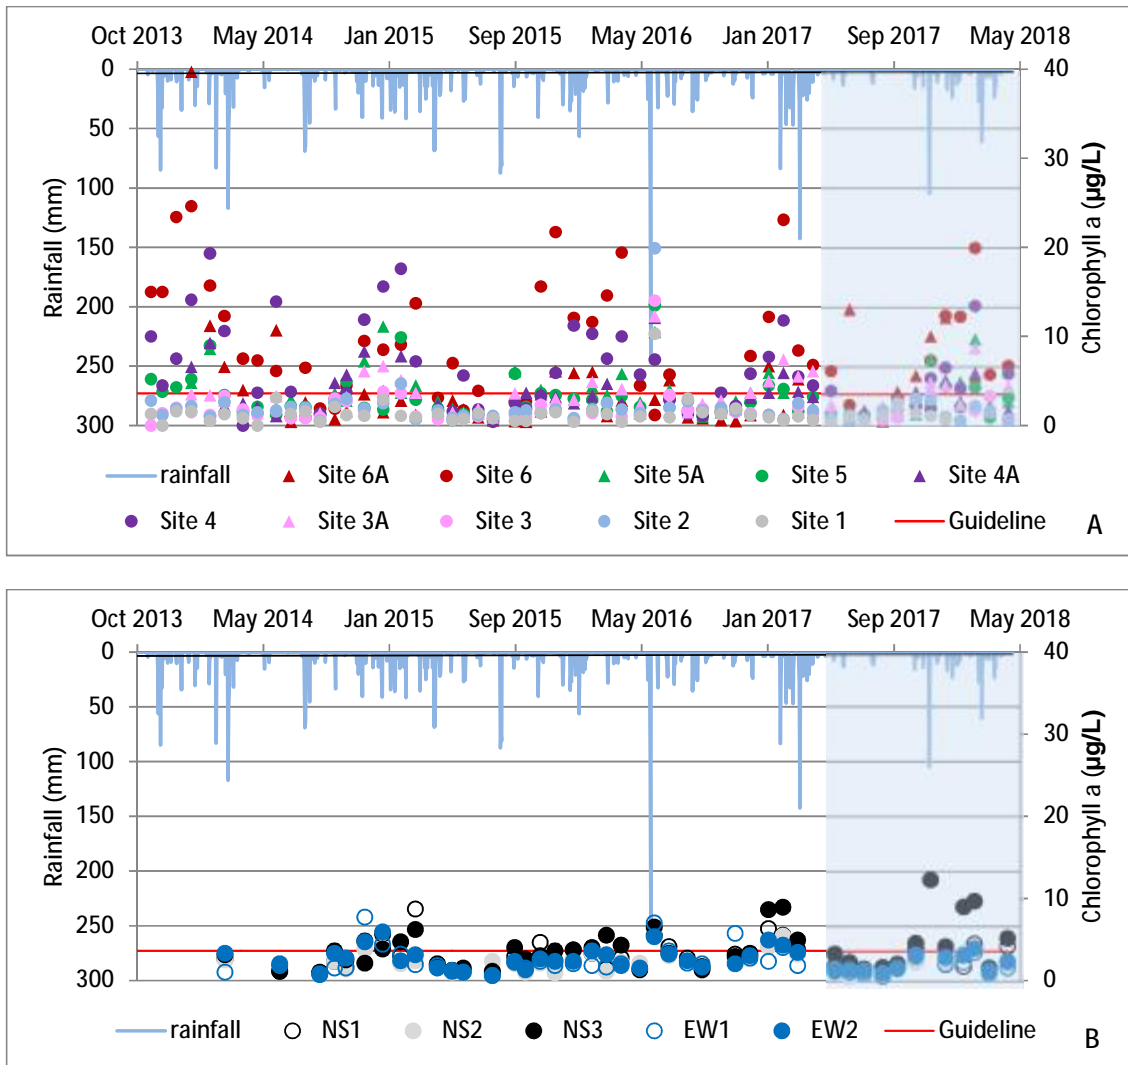 Oct 2013 May 2014 Jan 2015 Sep 2015 May 2016 Jan 2017 Sep 2017 May 2018
0 40
50
30
100
150 20
200
10
250
300 0
Rainfall (mm)
Chlorophyll a (µg/L)
rainfall Site 6A Site 6 Site 5A Site 5 Site 4A
Site 4 Site 3A Site 3 Site 2 Site 1 Guideline
A
Oct 2013 May 2014 Jan 2015 Sep 2015 May 2016 Jan 2017 Sep 2017 May 2018
0 40
50
30
100
150 20
200
10
250
300 0
Rainfall (mm)
Chlorophyll a (µg/L)
rainfall NS1 NS2 NS3 EW1 EW2 Guideline
B